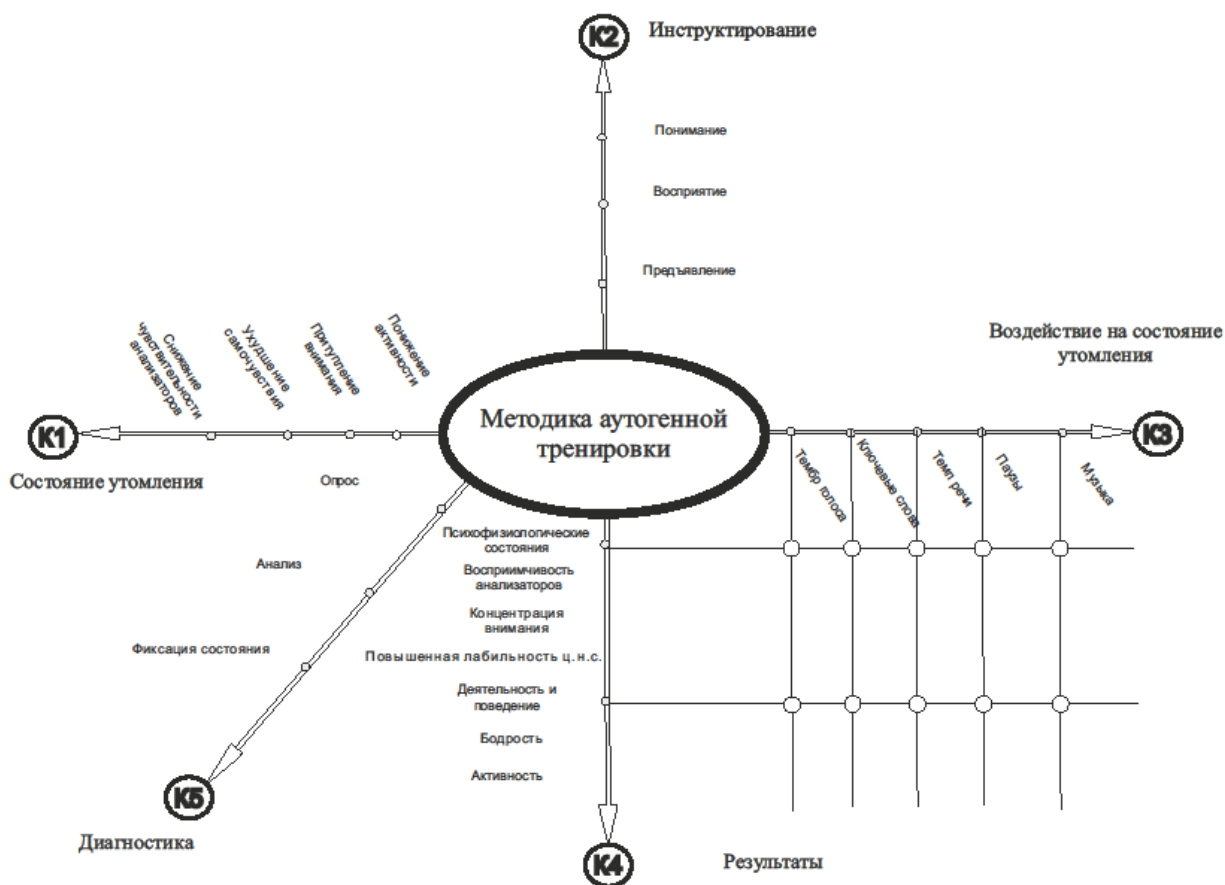 К2
Инструктирование
Понимание
Восприятие
Предъявление
Снижение
чувствительности
анализаторов
Ухудшение
самочувствия
Притупление
внимания
Понижение
активности
Воздействие на состояние
утомления
К1
Состояние утомления
Методика аутогенной
тренировки
К3
Тембр голоса
Ключевые слова
Темп речи
Паузы
Музыка
Опрос
Анализ
Фиксация состояния
К5
Диагностика
Психофизиологические
состояния
Восприимчивость
анализаторов
Концентрация
внимания
Повышенная лабильность ц.н.с.
Деятельность и
поведение
Бодрость
Активность
К4
Результаты